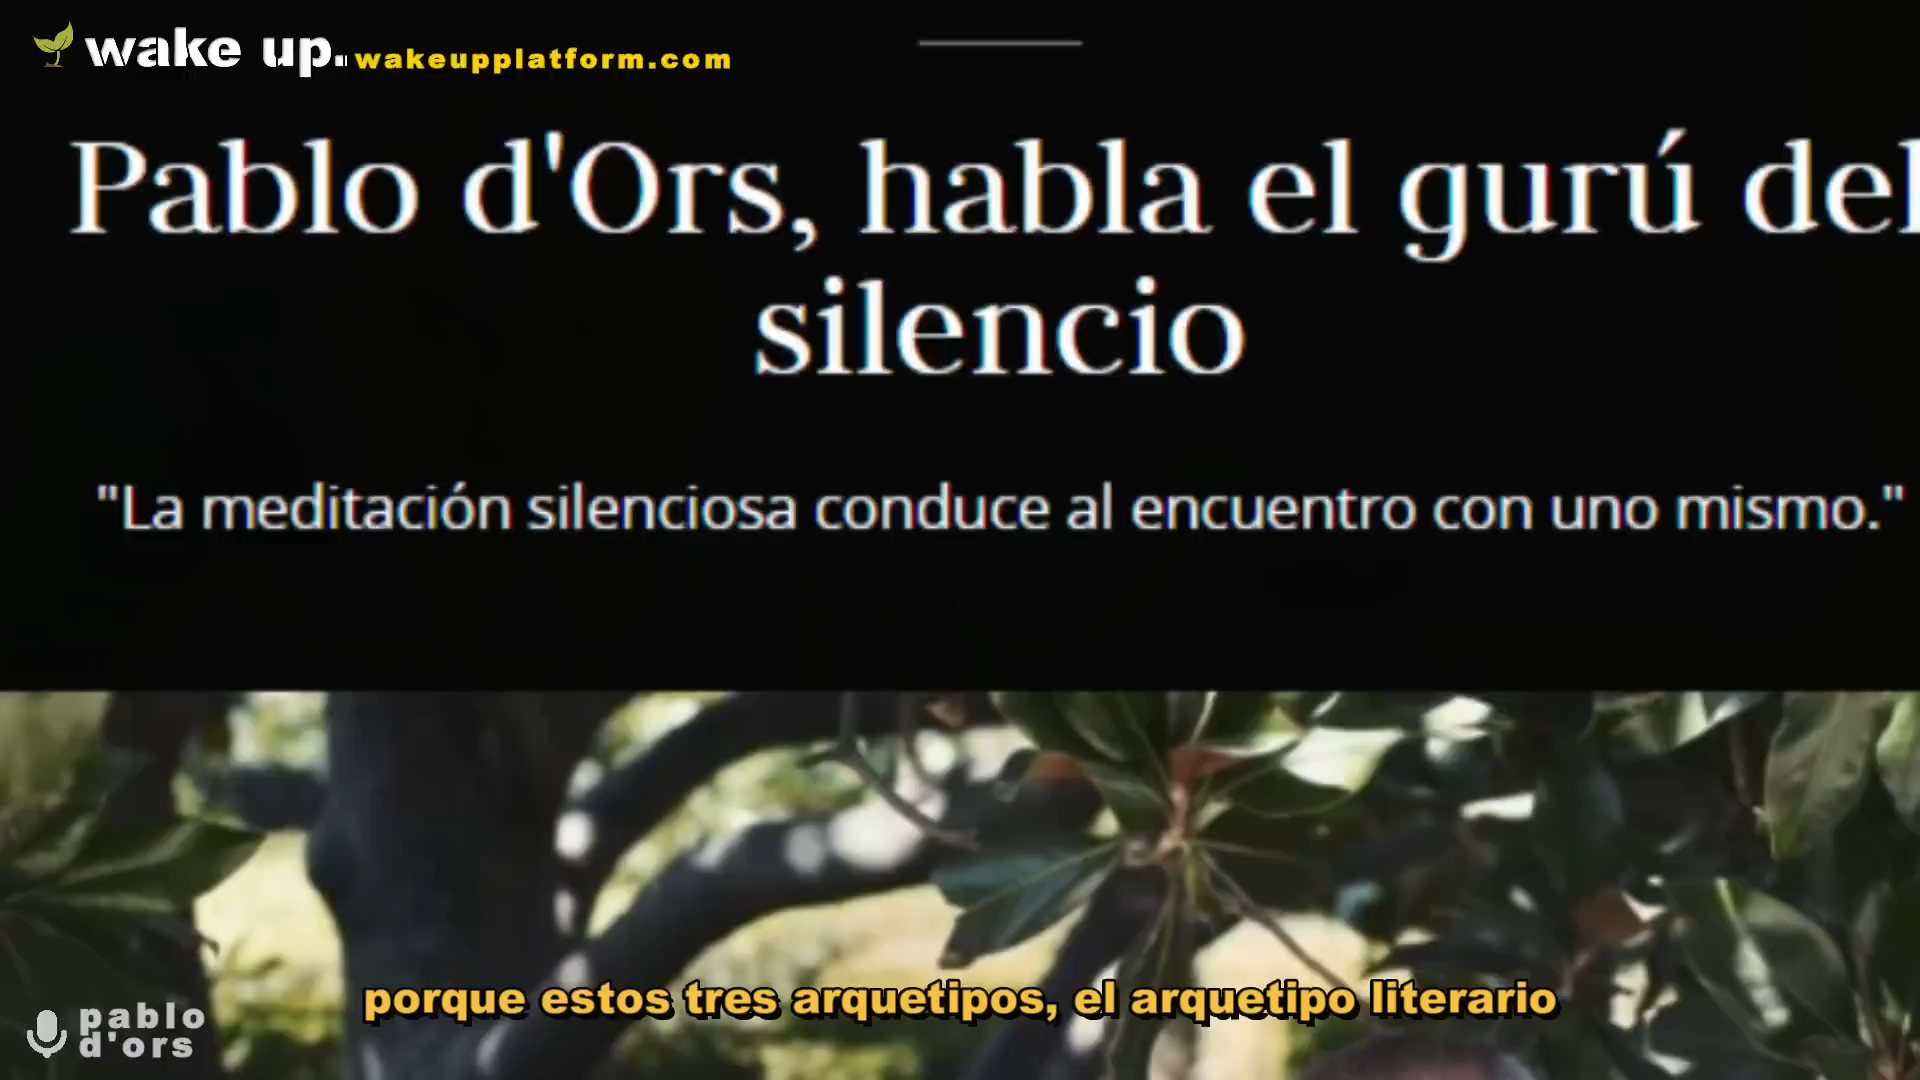 wake up. wakeupplatform.com
Pablo d'Ors, habla el gurú del
silencio
"La meditación silenciosa conduce al encuentro con uno mismo."
porque estos tres arquetipos, el arquetipo literario
pablo
d'ors